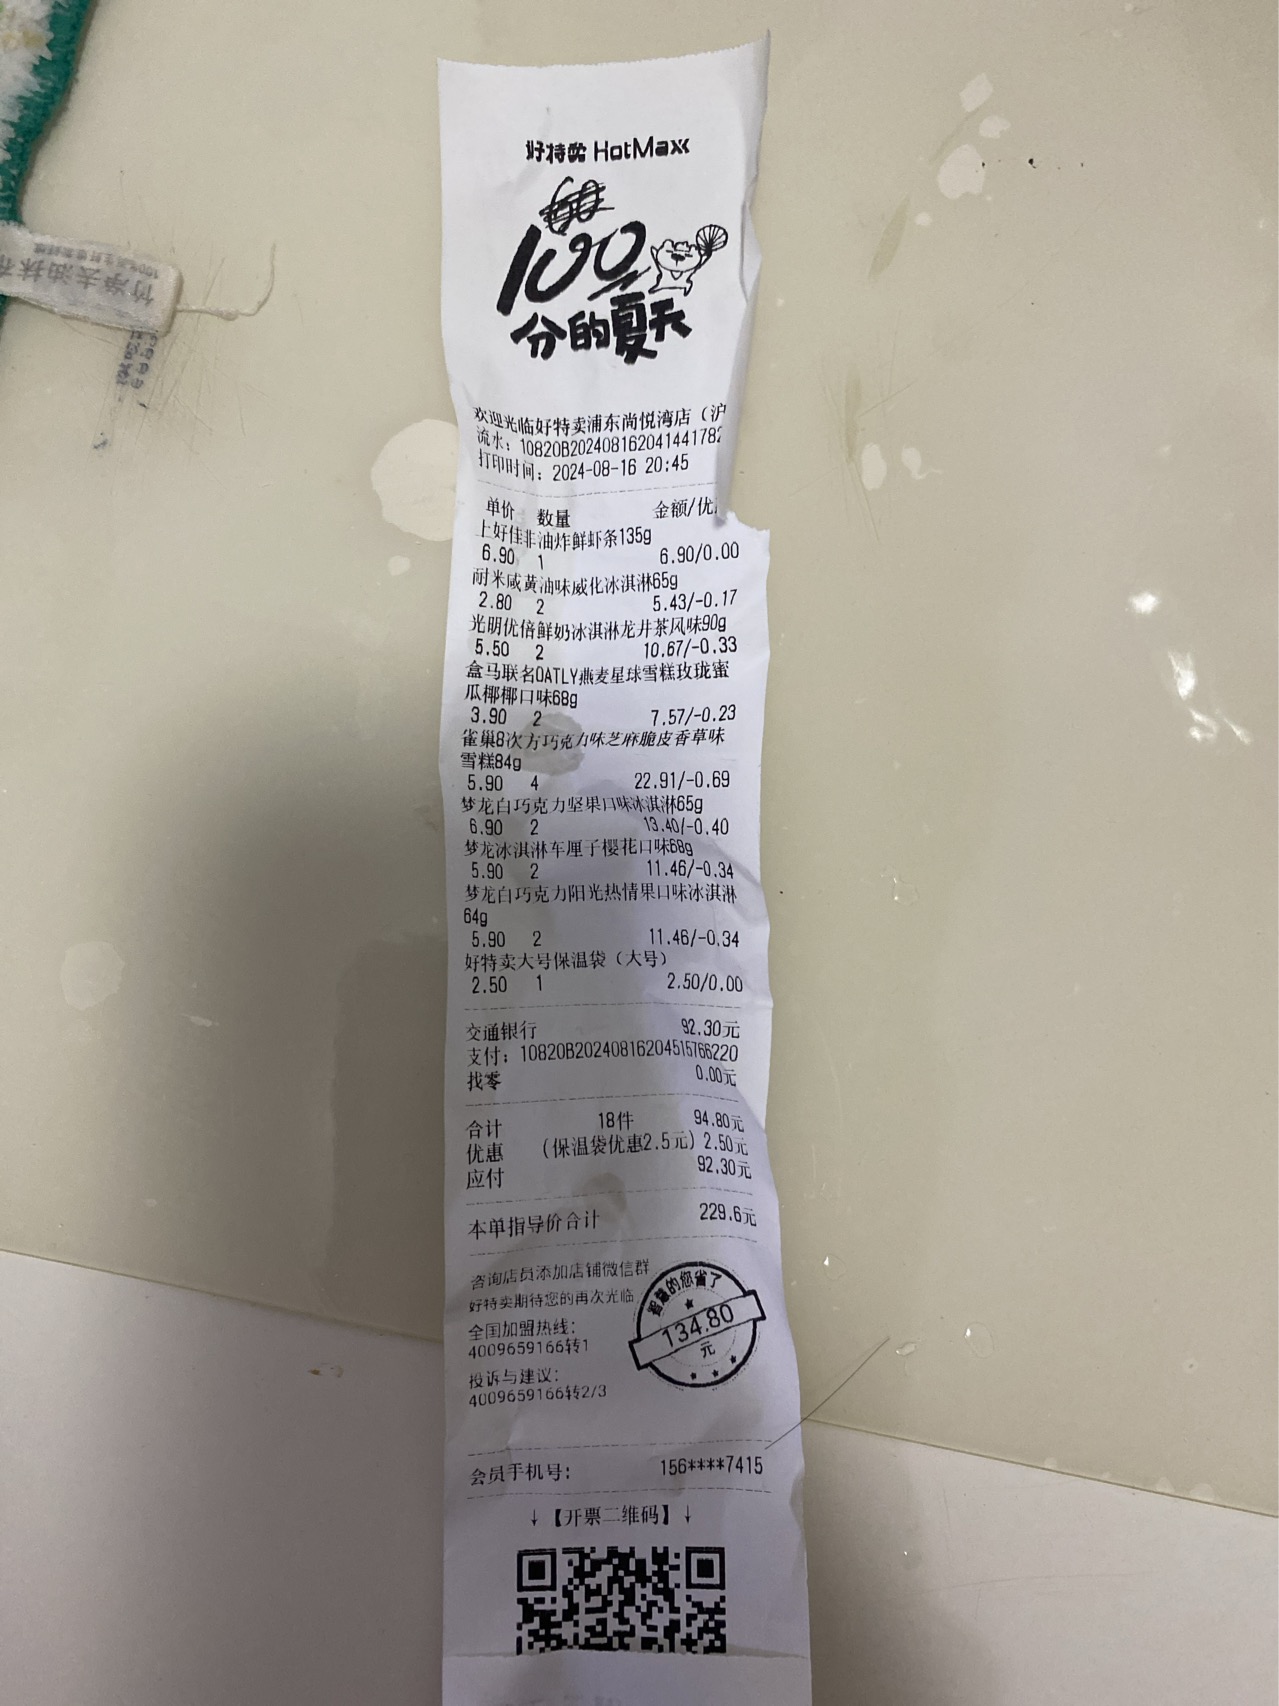 好特卖 HotMaxx
100
分的夏天
欢迎光临好特卖浦东尚悦湾店（沪
流水：10820B202408162041441782
打印时间：2024-08-16 20:45
单价 数量 金额/优
上好佳非油炸鲜虾条135g
6.90 1 6.90/0.00
耐米咸黄油味威化冰淇淋65g
2.80 2 5.43/-0.17
光明优倍鲜奶冰淇淋龙井茶风味90g
5.50 2 10.67/-0.33
盒马联名OATLY燕麦星球雪糕玫珑蜜
瓜椰椰口味68g
3.90 2 7.57/-0.23
雀巢8次方巧克力味芝麻脆皮香草味
雪糕84g
5.90 4 22.91/-0.69
梦龙白巧克力坚果口味冰淇淋65g
6.90 2 13.40/-0.40
梦龙冰淇淋车厘子樱花口味68g
5.90 2 11.46/-0.34
梦龙白巧克力阳光热情果口味冰淇淋
64g
5.90 2 11.46/-0.34
好特卖大号保温袋（大号）
2.50 1 2.50/0.00
交通银行 92.30元
支付：10820B20240816204515766220
找零 0.00元
合计 18件 94.80元
优惠 （保温袋优惠2.5元）2.50元
应付 92.30元
本单指导价合计 229.6元
咨询店员添加店铺微信群
好特卖期待您的再次光临
全国加盟热线：
4009659166转1
投诉与建议：
4009659166转2/3
智慧的您省了
134.80
元
会员手机号： 156****7415
↓【开票二维码】↓
竹净去油抹布